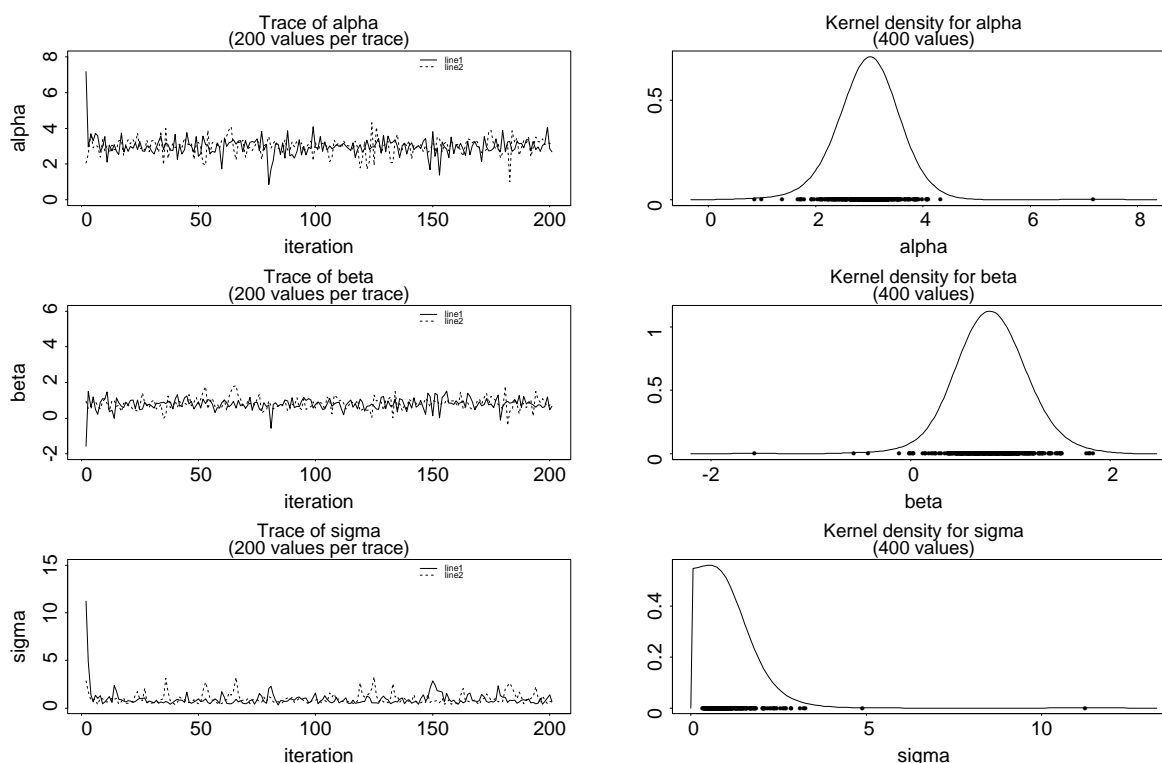 Trace of alpha
(200 values per trace)
line1
line2
alpha
0 2 4 6 8
0 50 100 150 200
iteration
Kernel density for alpha
(400 values)
0 0.5
0 2 4 6 8
alpha
Trace of beta
(200 values per trace)
line1
line2
beta
-2 0 2 4 6
0 50 100 150 200
iteration
Kernel density for beta
(400 values)
0 0.5 1
-2 0 2
beta
Trace of sigma
(200 values per trace)
line1
line2
sigma
0 5 10 15
0 50 100 150 200
iteration
Kernel density for sigma
(400 values)
0 0.2 0.4
0 5 10
sigma